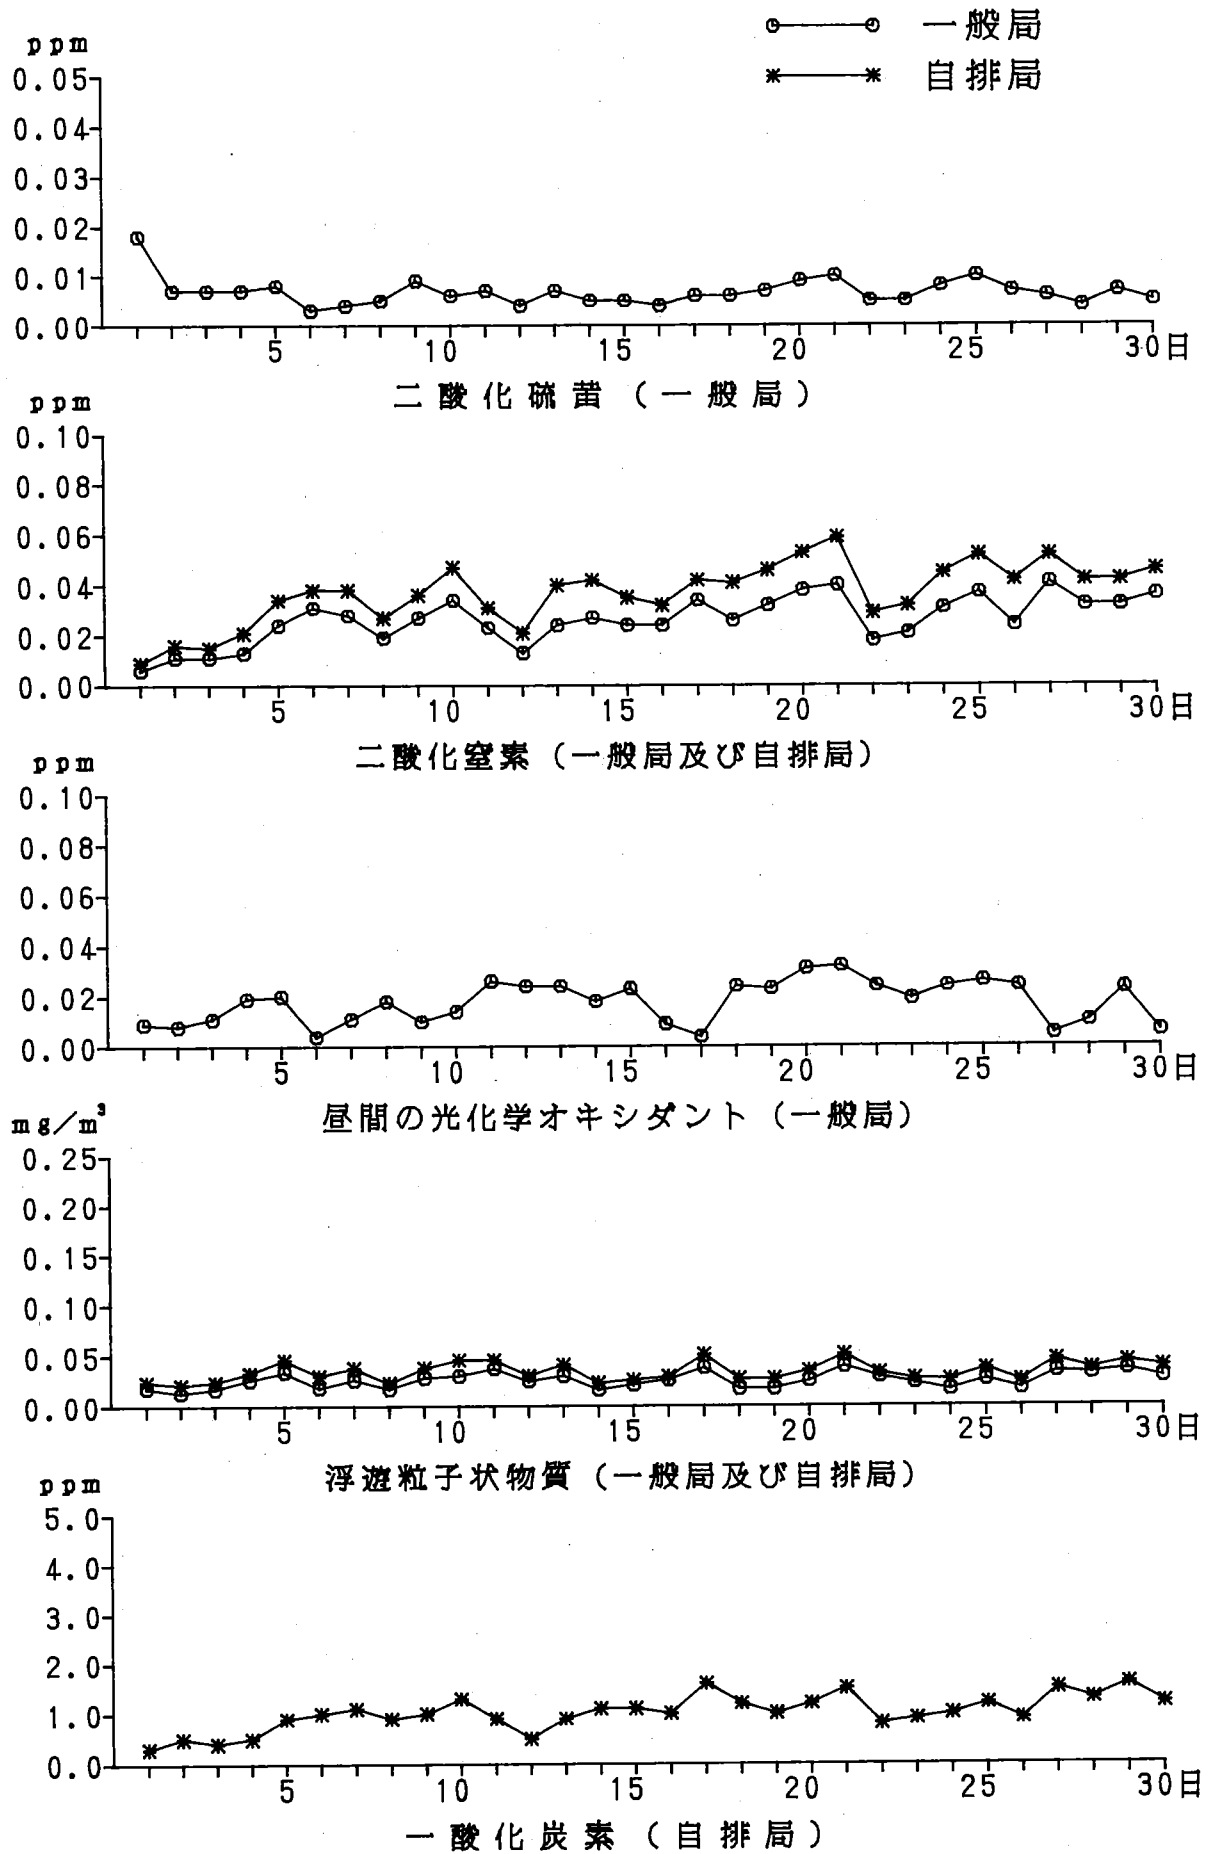 一般局
自排局
ppm
0.05
0.04
0.03
0.02
0.01
0.00
5 10 15 20 25 30日
二酸化硫黄（一般局）
ppm
0.10
0.08
0.06
0.04
0.02
0.00
5 10 15 20 25 30日
二酸化窒素（一般局及び自排局）
ppm
0.10
0.08
0.06
0.04
0.02
0.00
5 10 15 20 25 30日
昼間の光化学オキシダント（一般局）
mg/m³
0.25
0.20
0.15
0.10
0.05
0.00
5 10 15 20 25 30日
浮遊粒子状物質（一般局及び自排局）
ppm
5.0
4.0
3.0
2.0
1.0
0.0
5 10 15 20 25 30日
一酸化炭素（自排局）